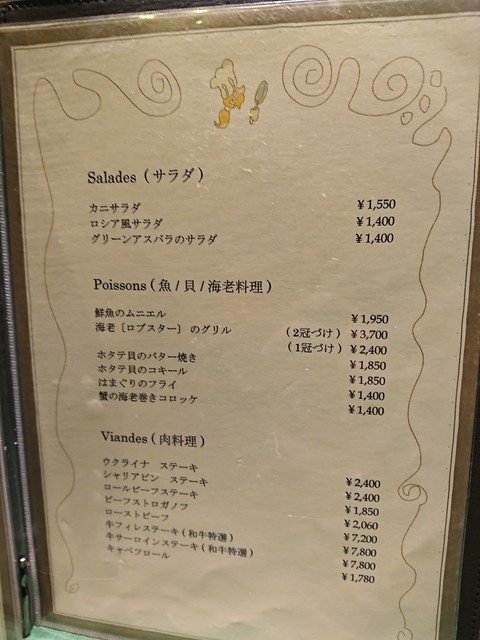 Salades (サラダ)
カニサラダ ¥1,550
ロシア風サラダ ¥1,400
グリーンアスパラのサラダ ¥1,400
Poissons (魚/貝/海老料理)
鮮魚のムニエル ¥1,950
海老〔ロブスター〕のグリル (2冠づけ) ¥3,700
(1冠づけ) ¥2,400
ホタテ貝のバター焼き ¥1,850
ホタテ貝のコキール ¥1,850
はまぐりのフライ ¥1,400
蟹の海老巻きコロッケ ¥1,400
Viandes (肉料理)
ウクライナ ステーキ ¥2,400
シャリアピン ステーキ ¥2,400
ロールビーフステーキ ¥1,850
ビーフストロガノフ ¥2,060
ローストビーフ ¥7,200
牛フィレステーキ(和牛特選) ¥7,800
牛サーロインステーキ(和牛特選) ¥7,800
キャベツロール ¥1,780